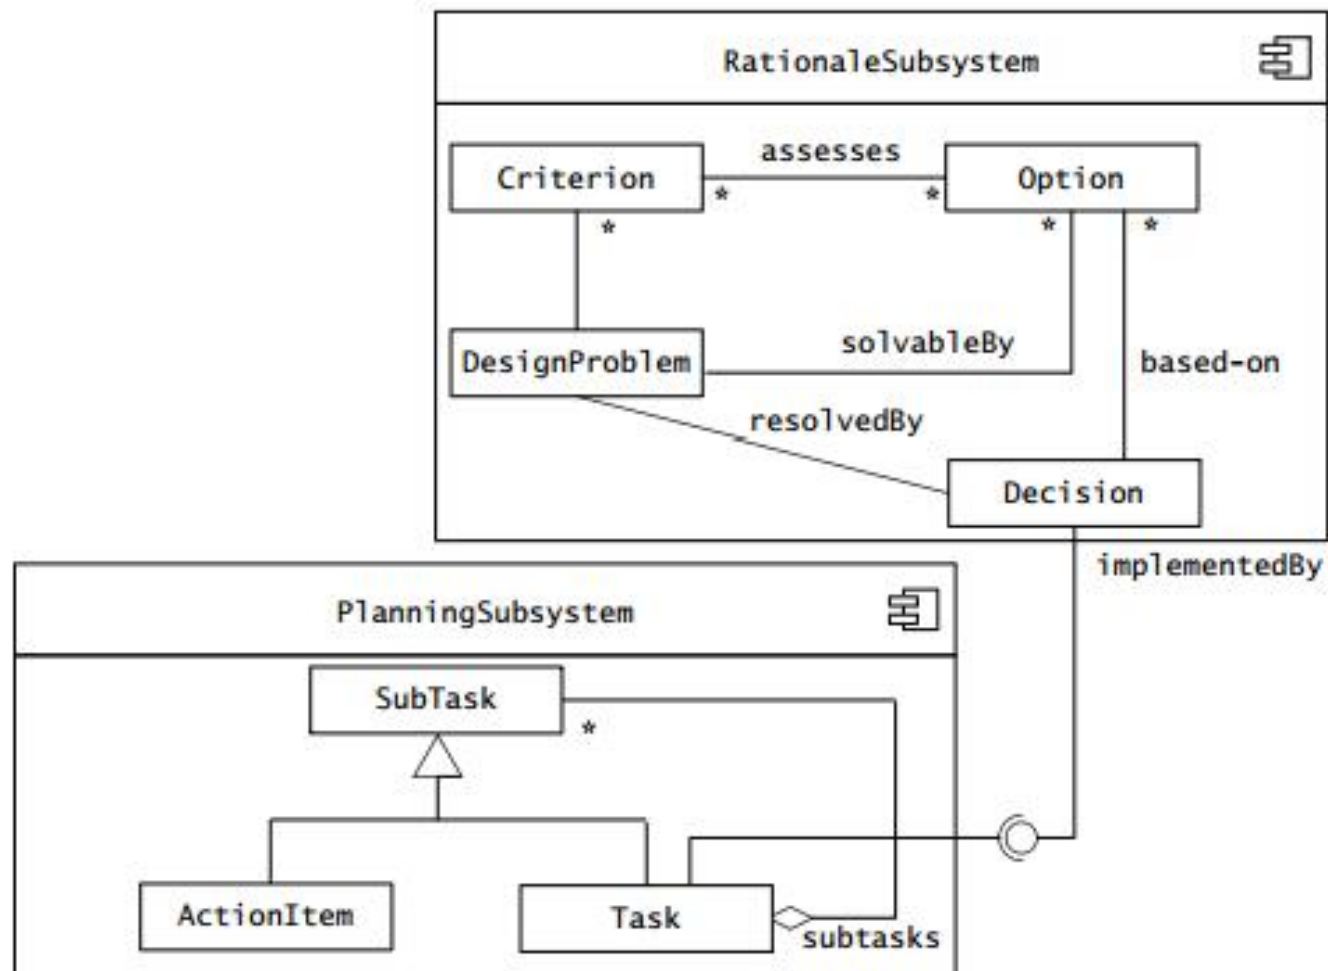 RationaleSubsystem
assesses
Criterion
Option
*
*
*
*
*
solvableBy
DesignProblem
based-on
resolvedBy
Decision
implementedBy
PlanningSubsystem
SubTask
*
ActionItem
Task
subtasks